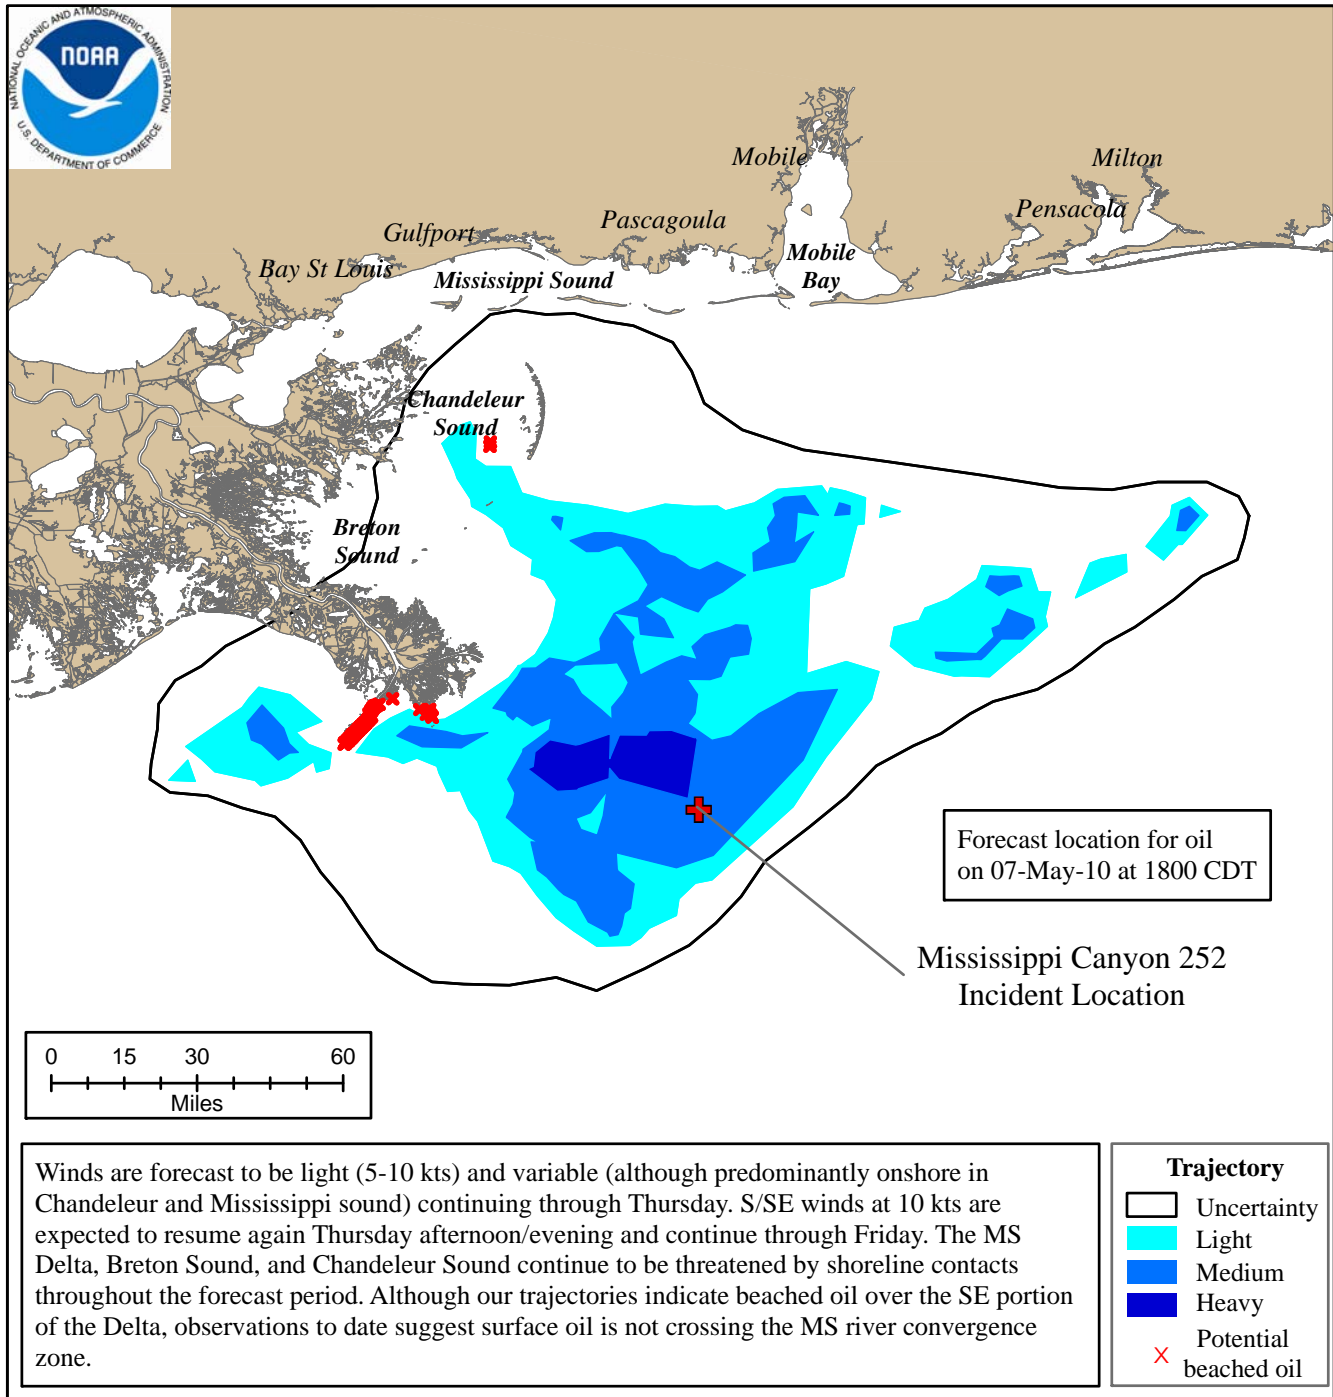 NATIONAL OCEANIC AND ATMOSPHERIC ADMINISTRATION
NOAA
U.S. DEPARTMENT OF COMMERCE
Mobile
Milton
Pensacola
Pascagoula
Gulfport
Mobile
Bay
Bay St Louis
Mississippi Sound
Chandeleur
Sound
Breton
Sound
Forecast location for oil
on 07-May-10 at 1800 CDT
Mississippi Canyon 252
Incident Location
0 15 30 60
Miles
Winds are forecast to be light (5-10 kts) and variable (although predominantly onshore in
Chandeleur and Mississippi sound) continuing through Thursday. S/SE winds at 10 kts are
expected to resume again Thursday afternoon/evening and continue through Friday. The MS
Delta, Breton Sound, and Chandeleur Sound continue to be threatened by shoreline contacts
throughout the forecast period. Although our trajectories indicate beached oil over the SE portion
of the Delta, observations to date suggest surface oil is not crossing the MS river convergence
zone.
Trajectory
Uncertainty
Light
Medium
Heavy
Potential
beached oil